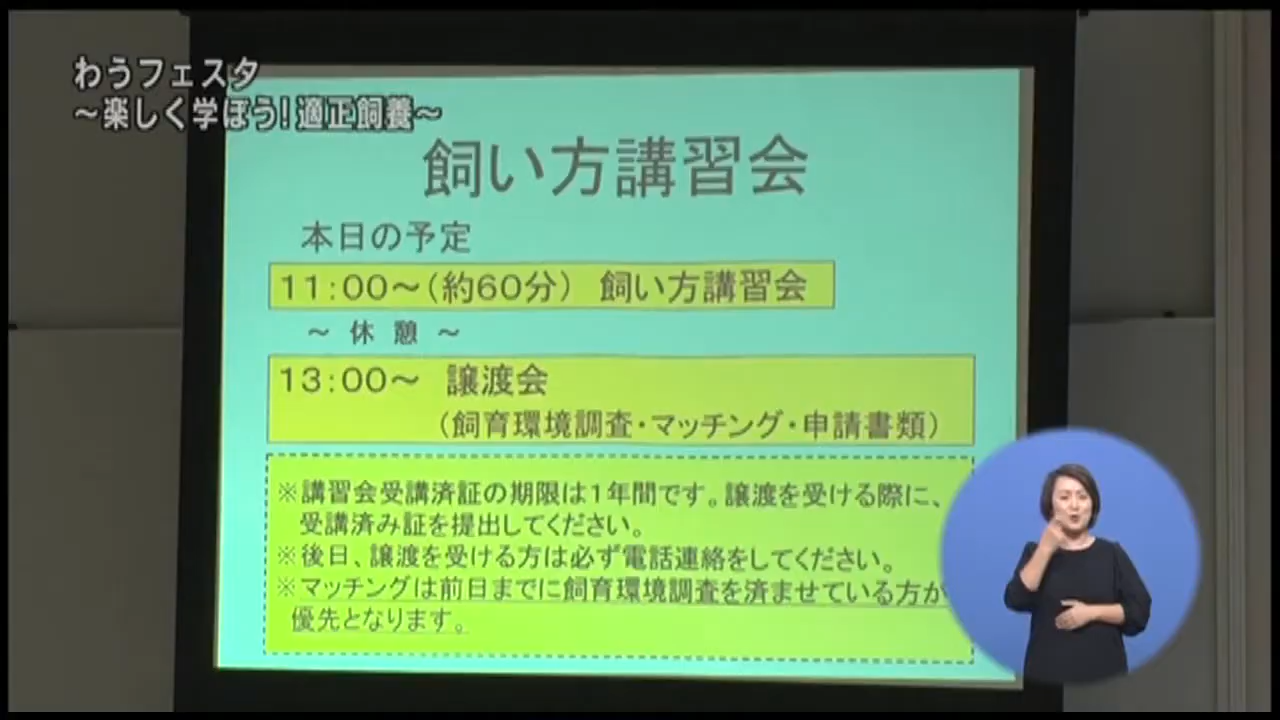 わうフェスタ
～楽しく学ぼう！適正飼養～
飼い方講習会
本日の予定
11:00～（約60分） 飼い方講習会
～ 休 憩 ～
13:00～ 譲渡会
（飼育環境調査・マッチング・申請書類）
※講習会受講済証の期限は1年間です。譲渡を受ける際に、
受講済み証を提出してください。
※後日、譲渡を受ける方は必ず電話連絡をしてください。
※マッチングは前日までに飼育環境調査を済ませている方が
優先となります。